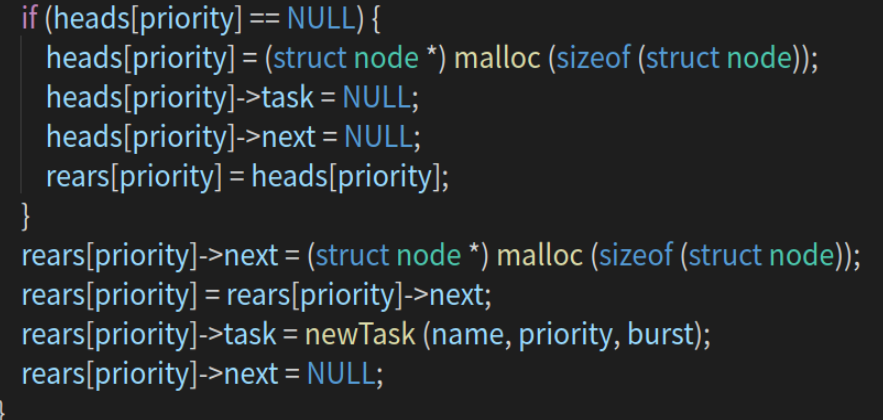 if (heads[priority] == NULL) {
heads[priority] = (struct node *) malloc (sizeof (struct node));
heads[priority]->task = NULL;
heads[priority]->next = NULL;
rears[priority] = heads[priority];
}
rears[priority]->next = (struct node *) malloc (sizeof (struct node));
rears[priority] = rears[priority]->next;
rears[priority]->task = newTask (name, priority, burst);
rears[priority]->next = NULL;
}